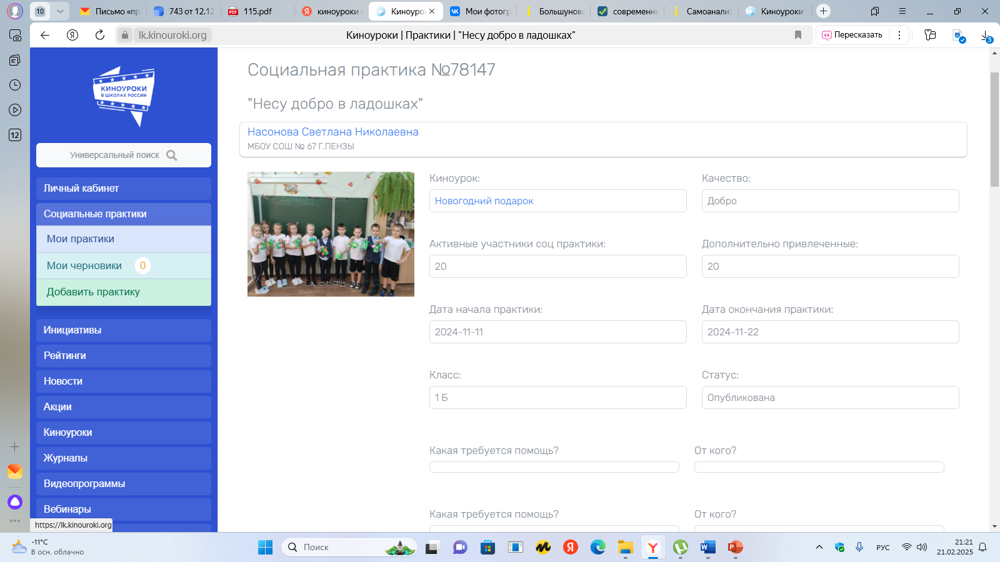 10
Письмо «пр
743 от 12.12
115.pdf
киноуроки в
Киноуро
Мои фотогр
Большунова
современнь
Самоанализ
Киноуроки
lk.kinouroki.org
Киноуроки | Практики | "Несу добро в ладошках"
Пересказать
5
12
КИНОУРОКИ
В ШКОЛАХ РОССИИ
Универсальный поиск
Личный кабинет
Социальные практики
Мои практики
Мои черновики 0
Добавить практику
Инициативы
Рейтинги
Новости
Акции
Киноуроки
Журналы
Видеопрограммы
Вебинары
https://lk.kinouroki.org
Социальная практика №78147
"Несу добро в ладошках"
Насонова Светлана Николаевна
МБОУ СОШ № 67 Г.ПЕНЗЫ
Киноурок:
Качество:
Новогодний подарок
Добро
Активные участники соц практики:
Дополнительно привлеченные:
20
20
Дата начала практики:
Дата окончания практики:
2024-11-11
2024-11-22
Класс:
Статус:
1 Б
Опубликована
Какая требуется помощь?
От кого?
Какая требуется помощь?
От кого?
-11°C
В осн. облачно
Поиск
РУС
21:21
21.02.2025